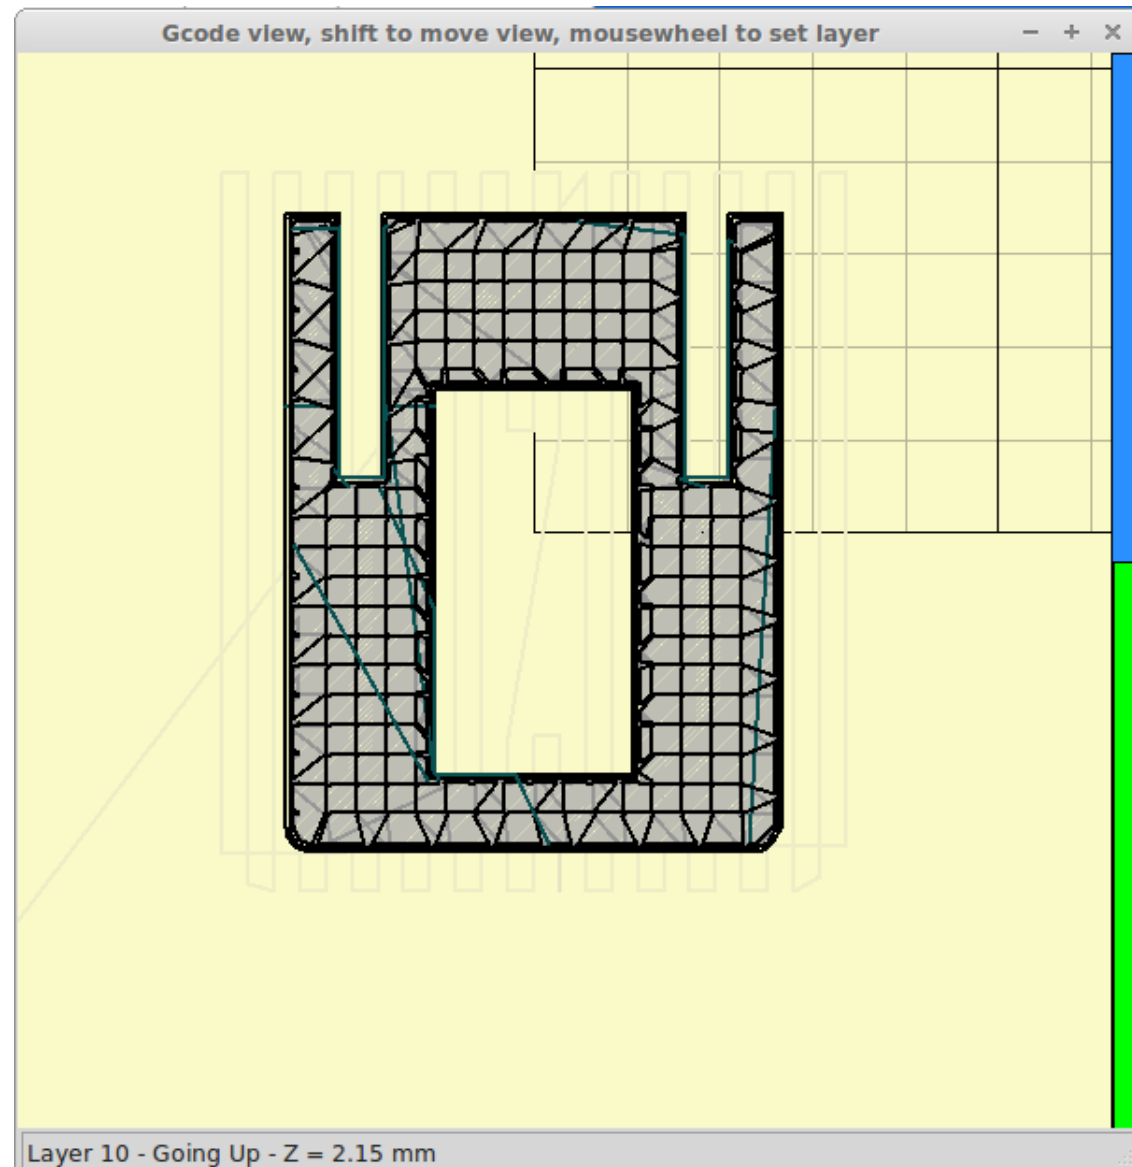 Gcode view, shift to move view, mousewheel to set layer
Layer 10 - Going Up - Z = 2.15 mm